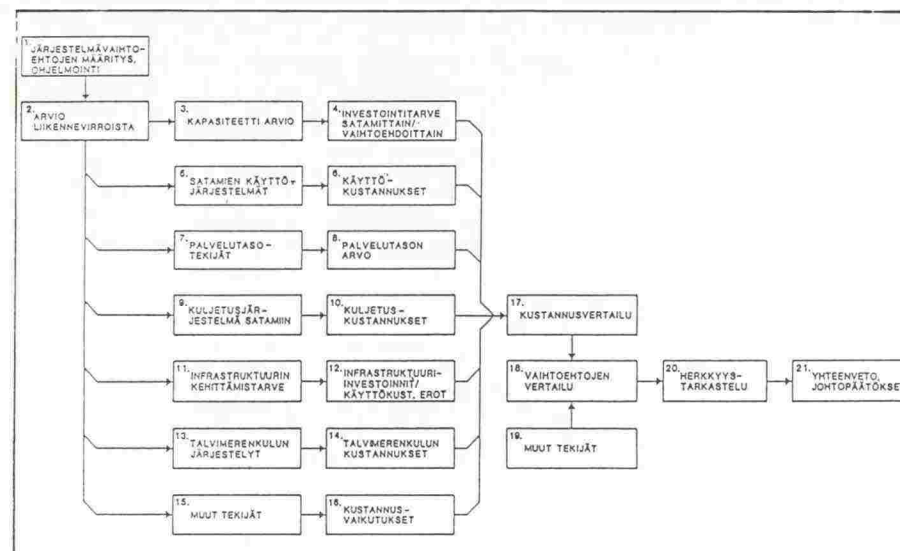 1.
JÄRJESTELMÄVAIHTO-
EHTOJEN MÄÄRITYS,
OHJELMOINTI
2. ARVIO
LIIKENNEVIRROISTA
3.
KAPASITEETTI ARVIO
4. INVESTOINTITARVE
SATAMITTAIN/
VAIHTOEHDOITTAIN
5.
SATAMIEN KÄYTTÖ-
JÄRJESTELMÄT
6. KÄYTTÖ-
KUSTANNUKSET
7. PALVELUTASO-
TEKIJÄT
8. PALVELUTASON
ARVO
9. KULJETUSJÄR-
JESTELMÄ SATAMIIN
10. KULJETUS-
KUSTANNUKSET
11. INFRASTRUKTUURIN
KEHITTÄMISTARVE
12. INFRASTRUKTUURI-
INVESTOINNIT/
KÄYTTÖKUST. EROT
13. TALVIMERENKULUN
JÄRJESTELYT
14. TALVIMERENKULUN
KUSTANNUKSET
15.
MUUT TEKIJÄT
16. KUSTANNUS-
VAIKUTUKSET
17.
KUSTANNUSVERTAILU
18. VAIHTOEHTOJEN
VERTAILU
19.
MUUT TEKIJÄT
20. HERKKYYS-
TARKASTELU
21. YHTEENVETO,
JOHTOPÄÄTÖKSET